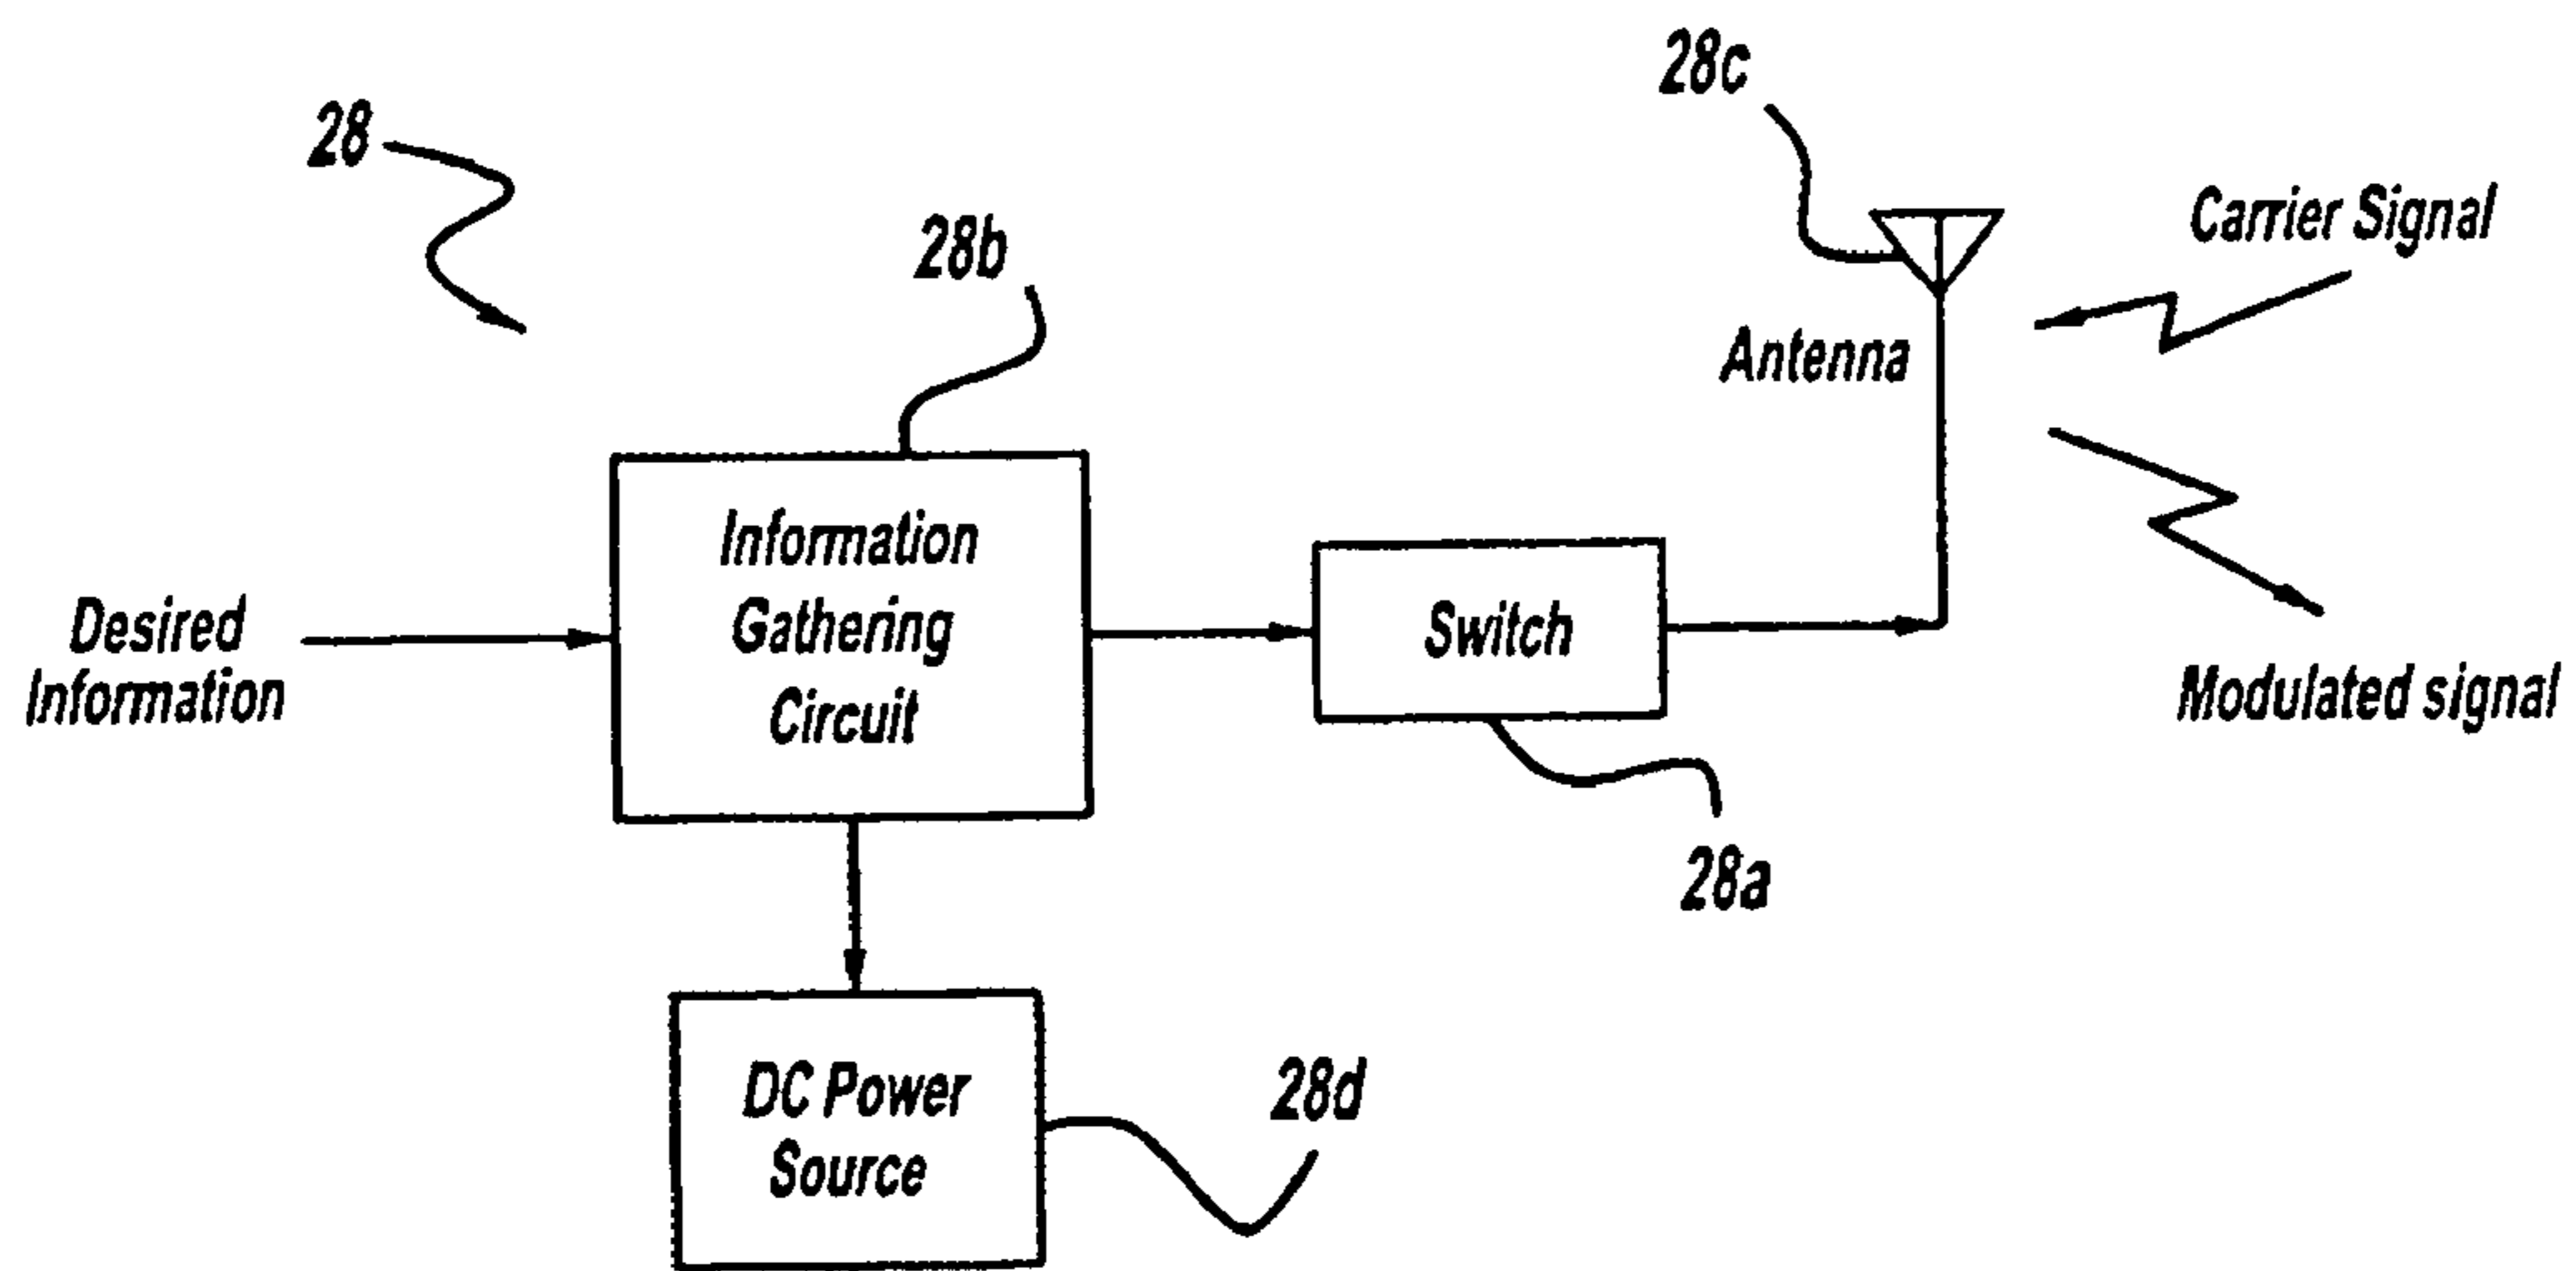 28c
28
Carrier Signal
28b
Antenna
Information
Gathering
Circuit
Desired
Information
Switch
Modulated signal
28a
DC Power
Source
28d